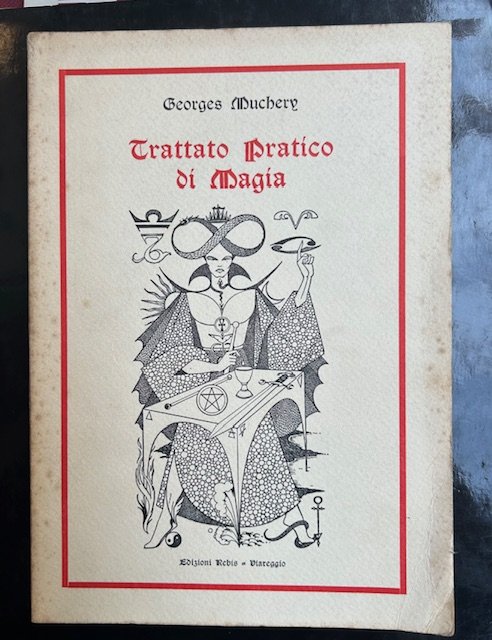 Georges Muchery
Trattato Pratico
di Magia
Edizioni Rebis - Viareggio